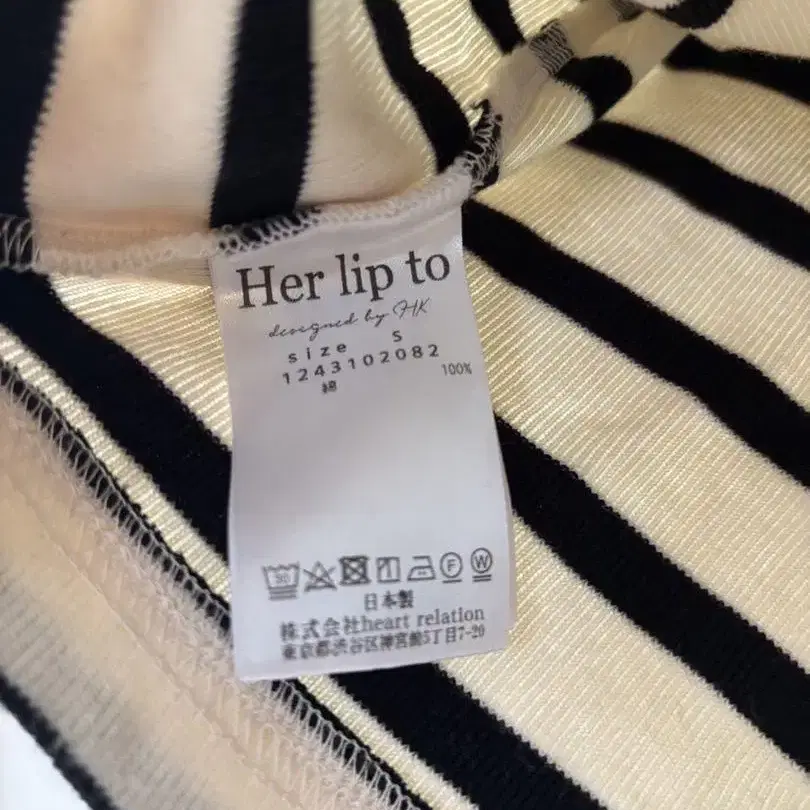 Her lip to
designed by HK
size S
1243102082
綿 100%
30 F W
日本製
株式会社heart relation
東京都渋谷区神宮前5丁目7-20